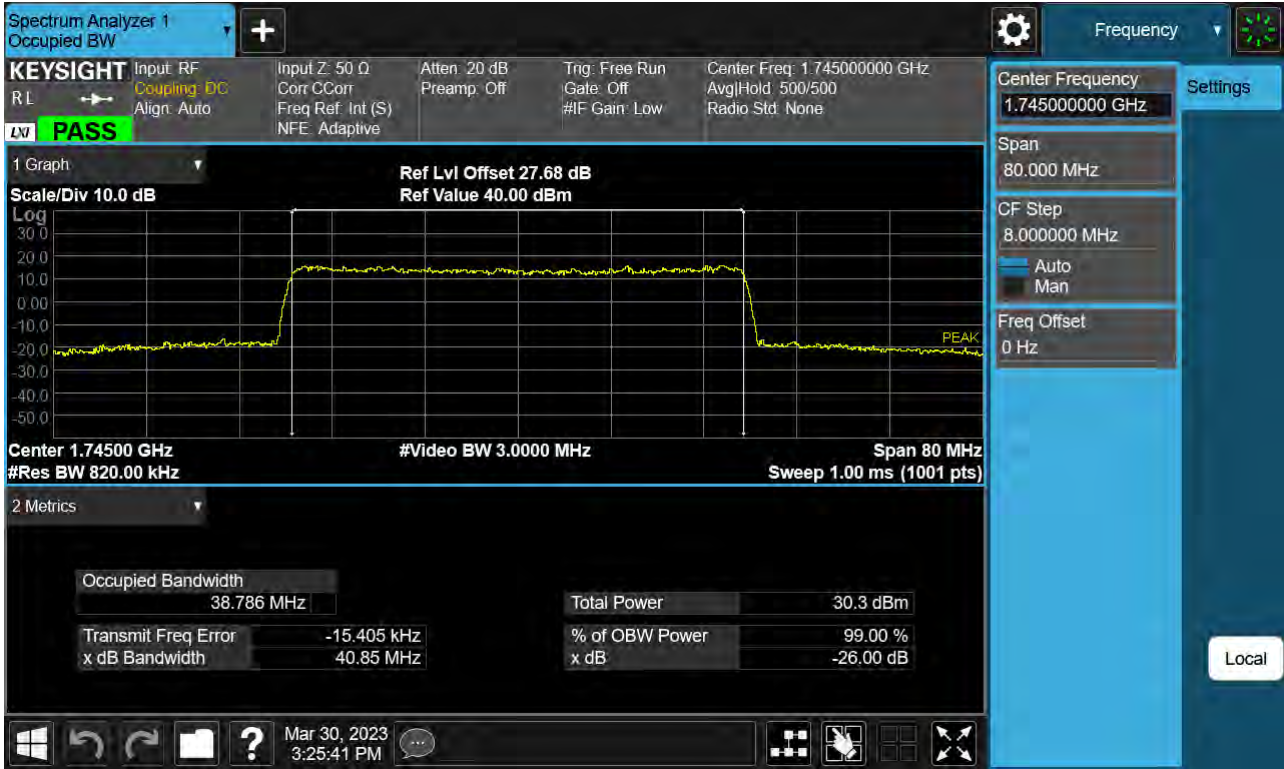 Spectrum Analyzer 1
Occupied BW
+
Frequency
KEYSIGHT
R L
LXI
PASS
Input: RF
Coupling: DC
Align: Auto
Input Z: 50 Ω
Corr CCorr
Freq Ref: Int (S)
NFE: Adaptive
Atten: 20 dB
Preamp: Off
Trig: Free Run
Gate: Off
#IF Gain: Low
Center Freq: 1.745000000 GHz
Avg|Hold: 500/500
Radio Std: None
1 Graph
Scale/Div 10.0 dB
Ref Lvl Offset 27.68 dB
Ref Value 40.00 dBm
Log
30.0
20.0
10.0
0.00
-10.0
-20.0
-30.0
-40.0
-50.0
PEAK
Center 1.74500 GHz
#Video BW 3.0000 MHz
Span 80 MHz
#Res BW 820.00 kHz
Sweep 1.00 ms (1001 pts)
2 Metrics
Occupied Bandwidth
38.786 MHz
Total Power 30.3 dBm
Transmit Freq Error -15.405 kHz
% of OBW Power 99.00 %
x dB Bandwidth 40.85 MHz
x dB -26.00 dB
Center Frequency
1.745000000 GHz
Settings
Span
80.000 MHz
CF Step
8.000000 MHz
Auto
Man
Freq Offset
0 Hz
Local
?
Mar 30, 2023
3:25:41 PM